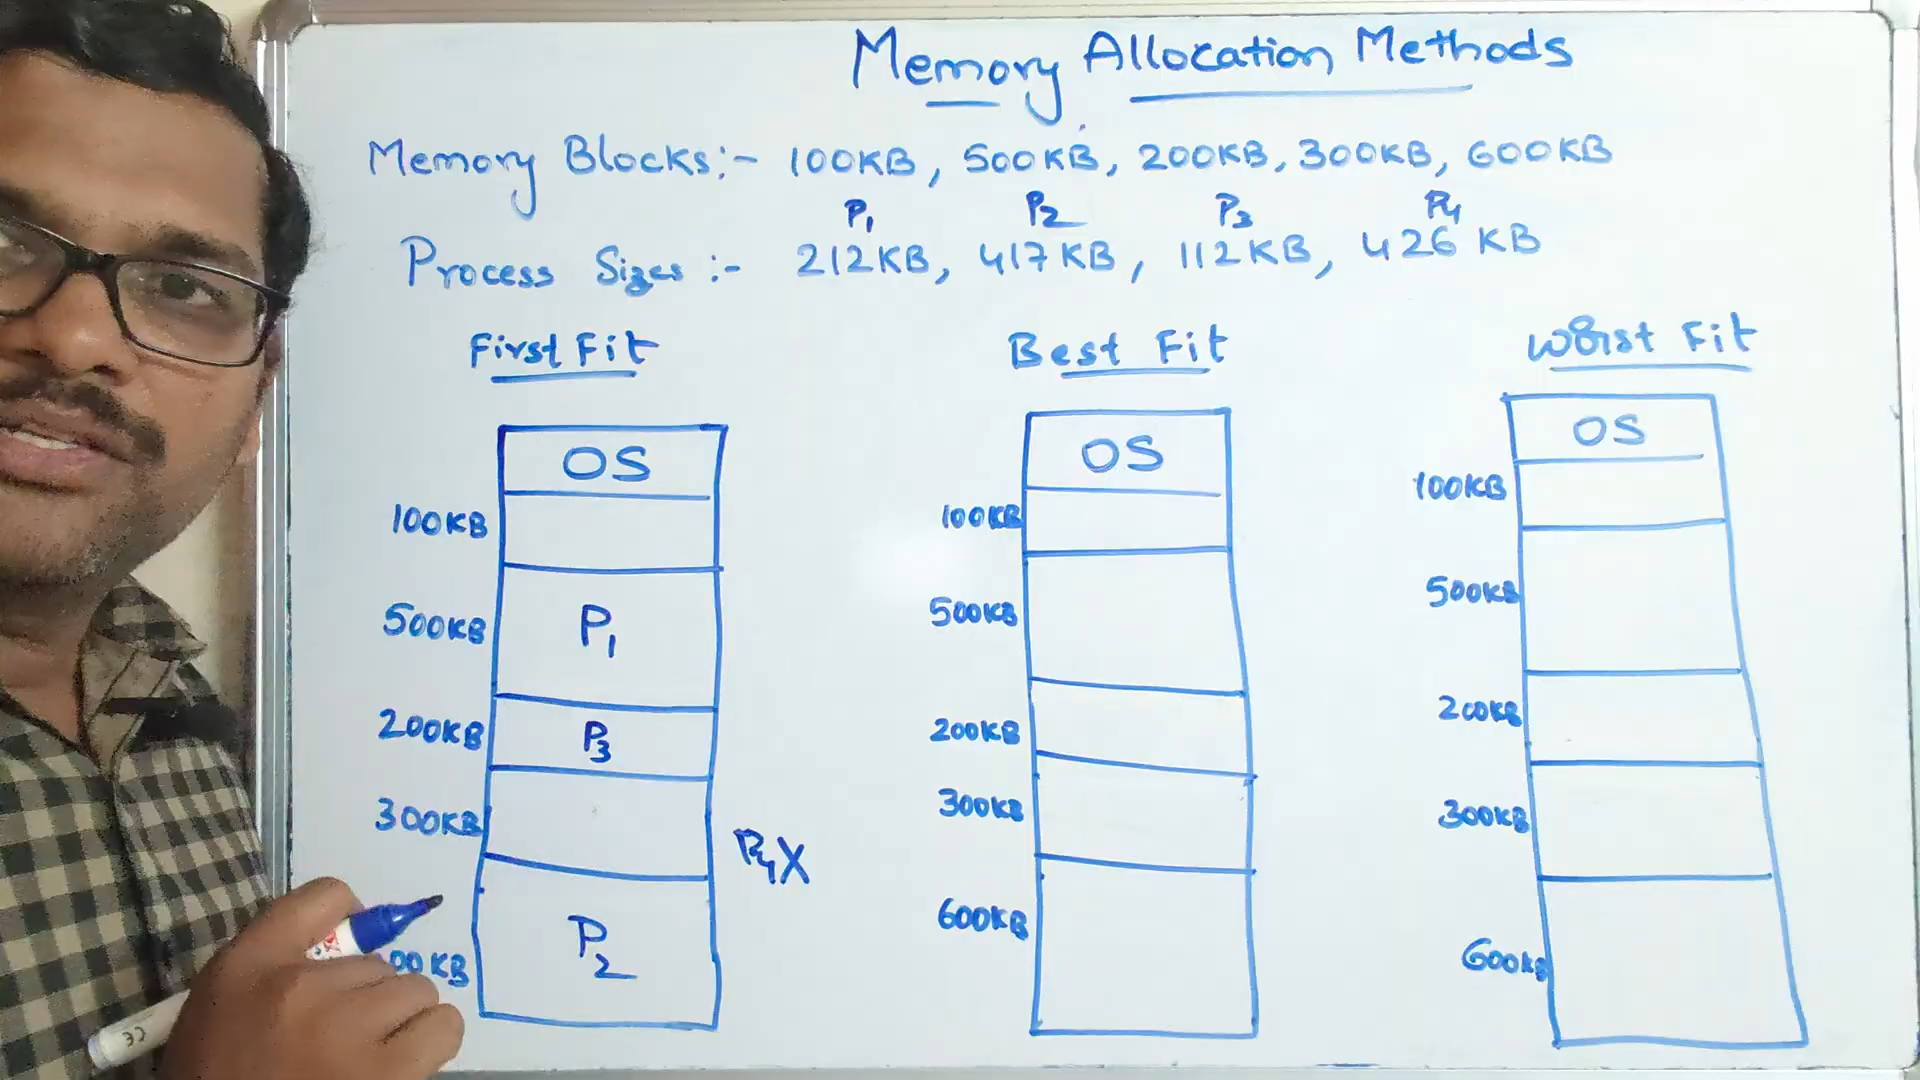 Memory Allocation Methods
Memory Blocks:- 100KB, 500KB, 200KB, 300KB, 600KB
P1 P2 P3 P4
Process Sizes :- 212KB, 417KB, 112KB, 426KB
First Fit
OS
100KB
500KB P1
200KB P3
300KB
P4X
00KB P2
Best Fit
OS
100KB
500KB
200KB
300KB
600KB
Worst Fit
OS
100KB
500KB
200KB
300KB
600KB